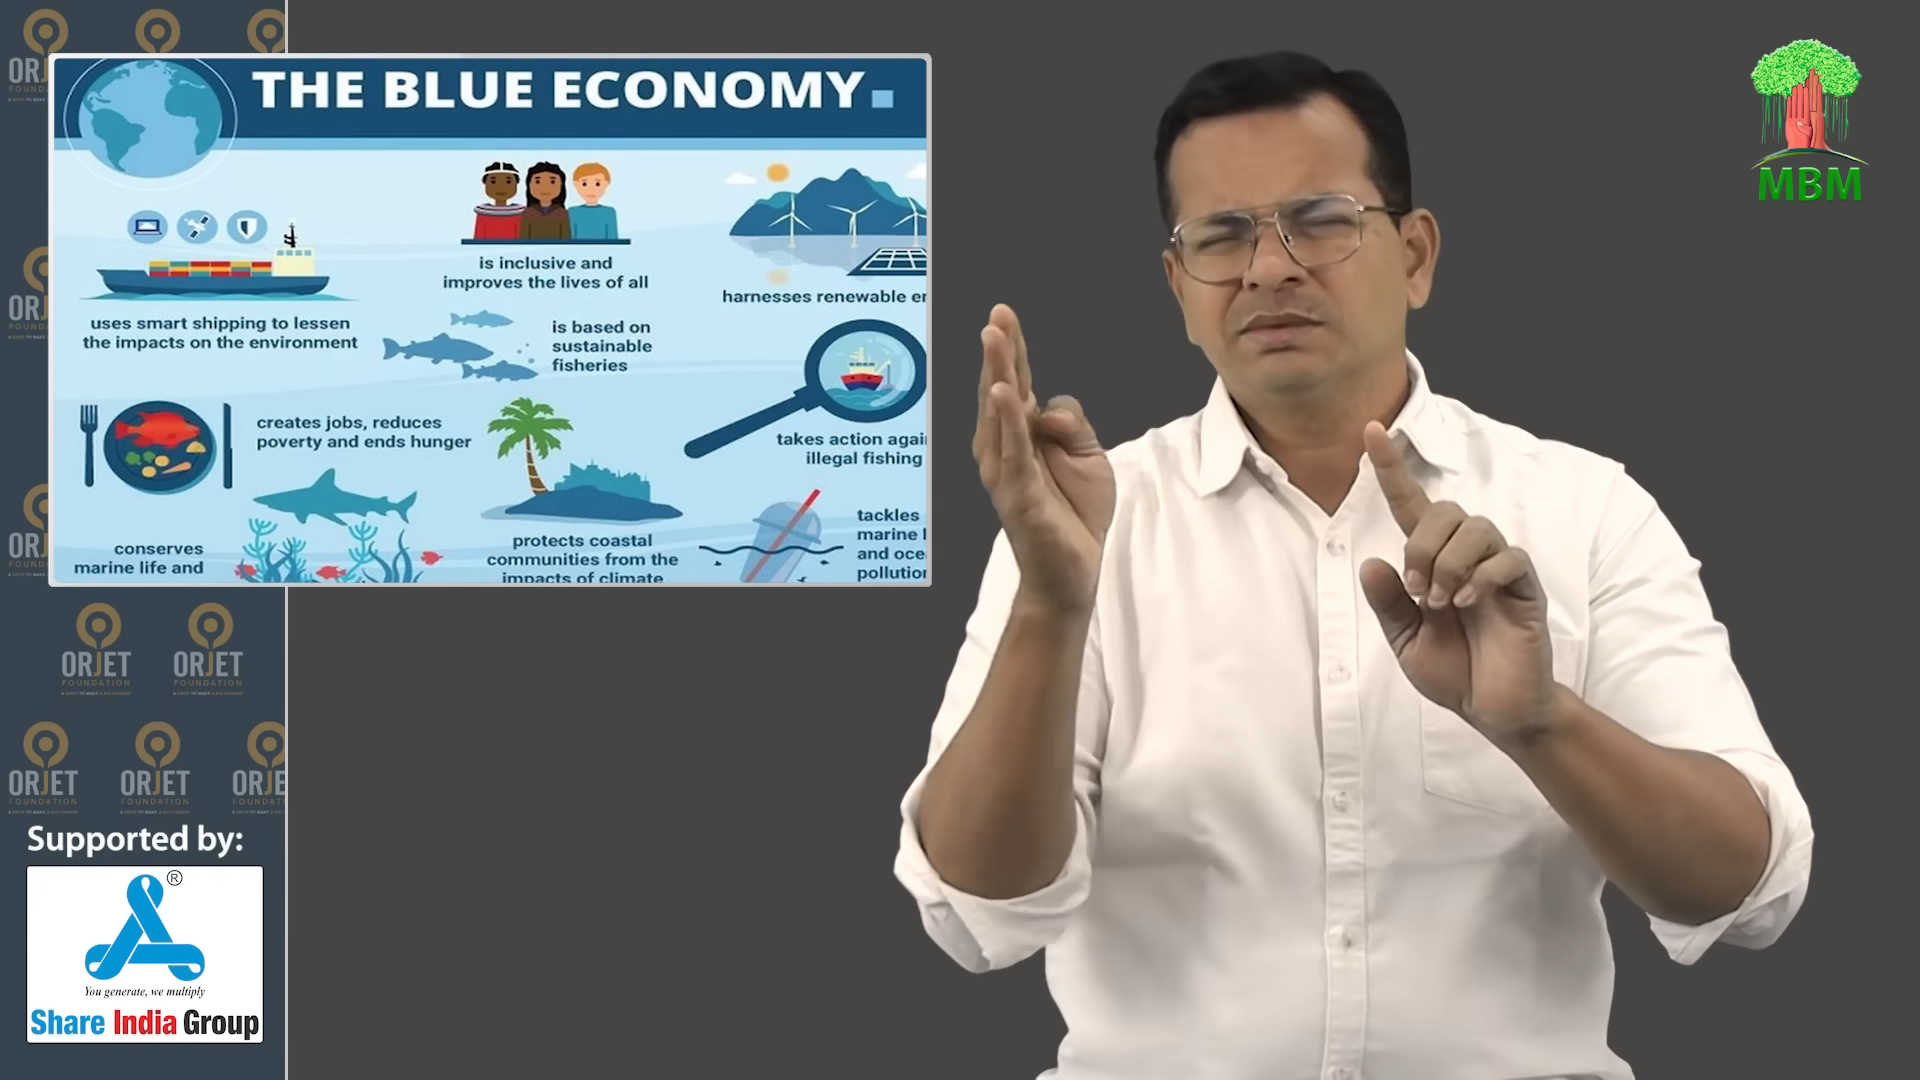 THE BLUE ECONOMY
is inclusive and
improves the lives of all
harnesses renewable
uses smart shipping to lessen
the impacts on the environment
is based on
sustainable
fisheries
creates jobs, reduces
poverty and ends hunger
takes action
illegal fishing
conserves
marine life and
protects coastal
communities from the
impacts of climate
tackles
marine
and
MBM
ORJET
FOUNDATION
ORJET
FOUNDATION
ORJET
FOUNDATION
ORJET
FOUNDATION
Supported by:
®
You generate, we multiply
Share India Group